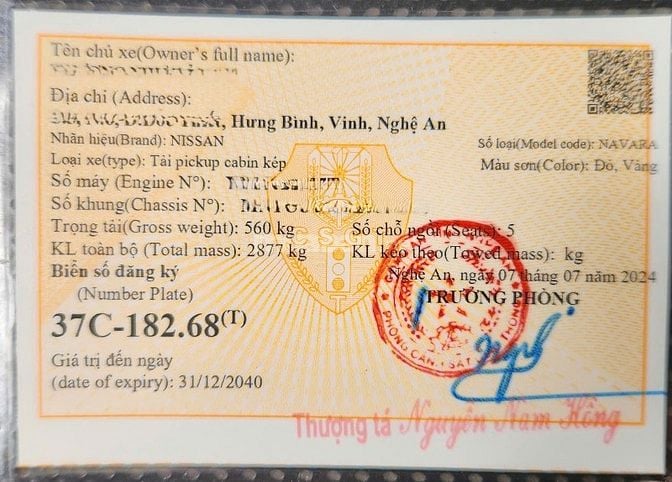 Tên chủ xe(Owner's full name):
Địa chỉ (Address):
, Hưng Bình, Vinh, Nghệ An
Nhãn hiệu(Brand): NISSAN
Số loại(Model code): NAVARA
Loại xe(type): Tải pickup cabin kép
Màu sơn(Color): Đỏ, Vàng
Số máy (Engine N°):
Số khung(Chassis N°):
Trọng tải(Gross weight): 560 kg
Số chỗ ngồi(Seats): 5
KL toàn bộ (Total mass): 2877 kg
KL kéo theo(Towed mass): kg
Biển số đăng ký
Nghệ An, ngày 07 tháng 07 năm 2024
(Number Plate)
TRƯỞNG PHÒNG
37C-182.68(T)
Giá trị đến ngày
(date of expiry): 31/12/2040
Thượng tá Nguyễn Nam Hồng